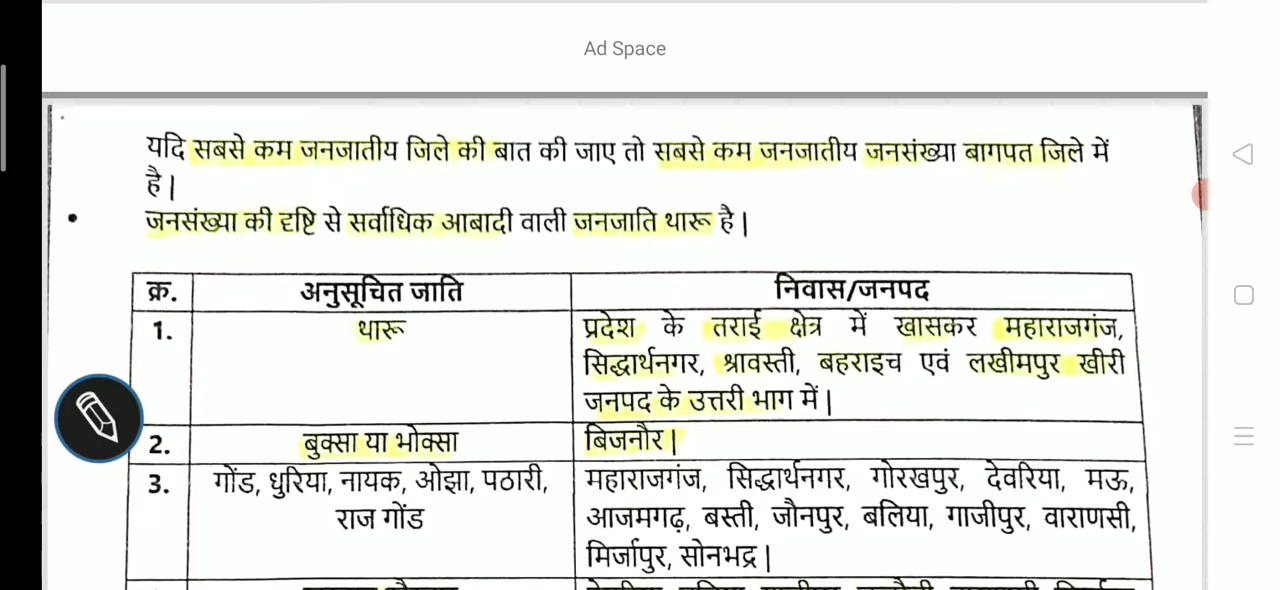 Ad Space
यदि सबसे कम जनजातीय जिले की बात की जाए तो सबसे कम जनजातीय जनसंख्या बागपत जिले में
है|
• जनसंख्या की दृष्टि से सर्वाधिक आबादी वाली जनजाति थारू है|
क्र. अनुसूचित जाति निवास/जनपद
1. थारू प्रदेश के तराई क्षेत्र में खासकर महाराजगंज,
सिद्धार्थनगर, श्रावस्ती, बहराइच एवं लखीमपुर खीरी
जनपद के उत्तरी भाग में|
2. बुक्सा या भोक्सा बिजनौर|
3. गोंड, धुरिया, नायक, ओझा, पठारी, महाराजगंज, सिद्धार्थनगर, गोरखपुर, देवरिया, मऊ,
राज गोंड आजमगढ़, बस्ती, जौनपुर, बलिया, गाजीपुर, वाराणसी,
मिर्जापुर, सोनभद्र|